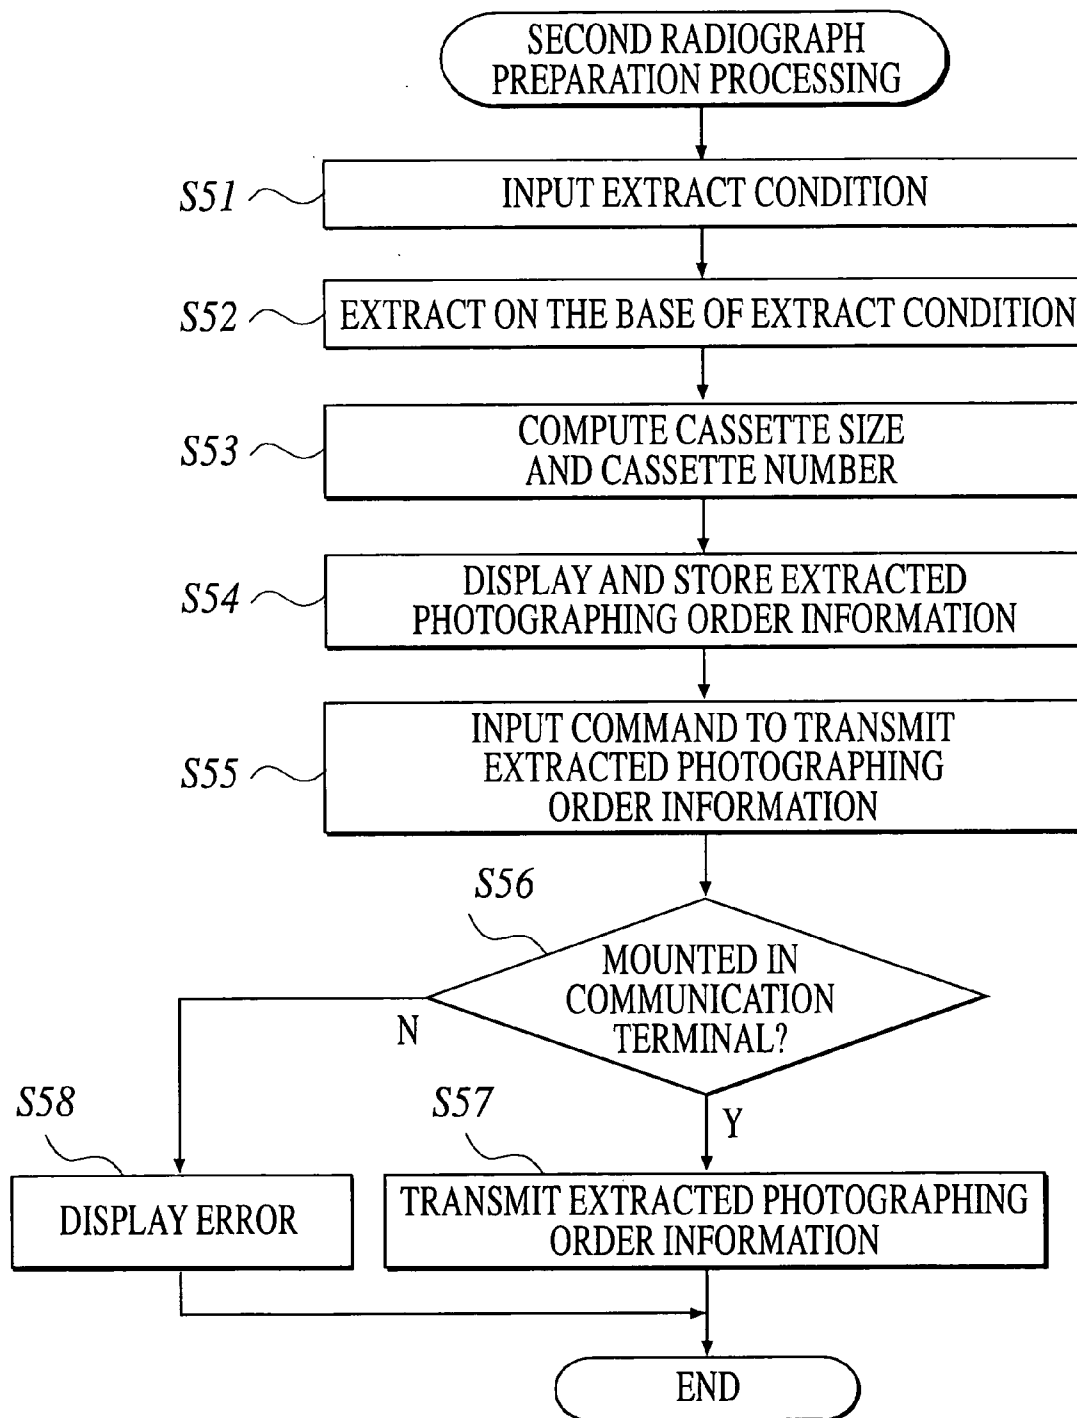 SECOND RADIOGRAPH
PREPARATION PROCESSING
S51
INPUT EXTRACT CONDITION
S52
EXTRACT ON THE BASE OF EXTRACT CONDITION
S53
COMPUTE CASSETTE SIZE
AND CASSETTE NUMBER
S54
DISPLAY AND STORE EXTRACTED
PHOTOGRAPHING ORDER INFORMATION
S55
INPUT COMMAND TO TRANSMIT
EXTRACTED PHOTOGRAPHING
ORDER INFORMATION
S56
MOUNTED IN
COMMUNICATION
TERMINAL?
N
Y
S58
DISPLAY ERROR
S57
TRANSMIT EXTRACTED PHOTOGRAPHING
ORDER INFORMATION
END